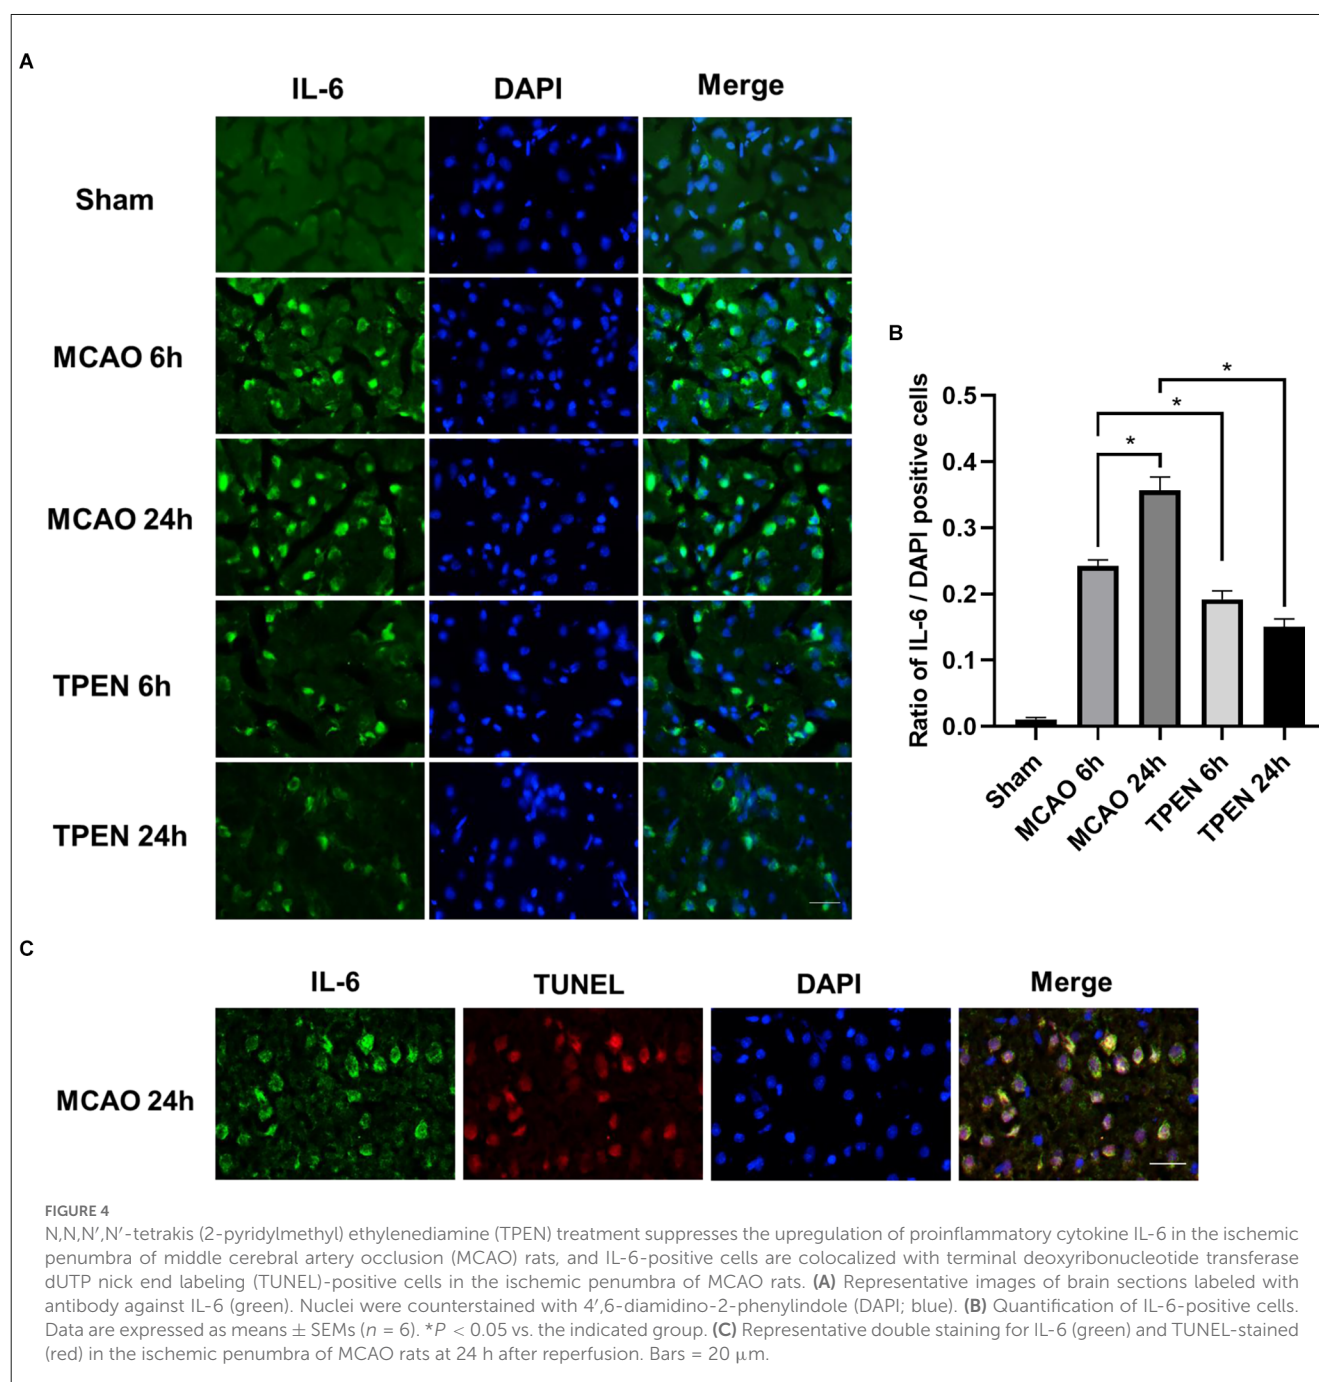 A
IL-6 DAPI Merge
Sham
MCAO 6h
MCAO 24h
TPEN 6h
TPEN 24h
B
Ratio of IL-6 / DAPI positive cells
0.5
0.4
0.3
0.2
0.1
0.0
*
*
*
Sham
MCAO 6h
MCAO 24h
TPEN 6h
TPEN 24h
C
IL-6 TUNEL DAPI Merge
MCAO 24h
FIGURE 4
N,N,N′,N′-tetrakis (2-pyridylmethyl) ethylenediamine (TPEN) treatment suppresses the upregulation of proinflammatory cytokine IL-6 in the ischemic
penumbra of middle cerebral artery occlusion (MCAO) rats, and IL-6-positive cells are colocalized with terminal deoxyribonucleotide transferase
dUTP nick end labeling (TUNEL)-positive cells in the ischemic penumbra of MCAO rats. (A) Representative images of brain sections labeled with
antibody against IL-6 (green). Nuclei were counterstained with 4′,6-diamidino-2-phenylindole (DAPI; blue). (B) Quantification of IL-6-positive cells.
Data are expressed as means ± SEMs (n = 6). *P < 0.05 vs. the indicated group. (C) Representative double staining for IL-6 (green) and TUNEL-stained
(red) in the ischemic penumbra of MCAO rats at 24 h after reperfusion. Bars = 20 μm.